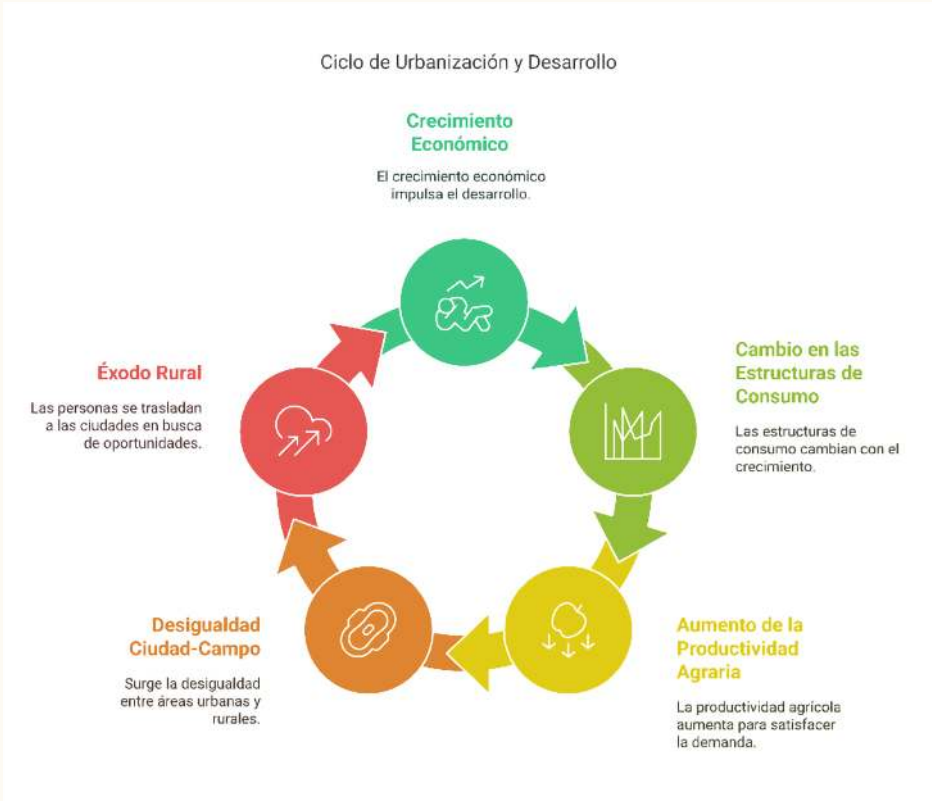 Ciclo de Urbanización y Desarrollo
Crecimiento
Económico
El crecimiento económico
impulsa el desarrollo.
Cambio en las
Estructuras de
Consumo
Las estructuras de
consumo cambian con el
crecimiento.
Aumento de la
Productividad
Agraria
La productividad agrícola
aumenta para satisfacer
la demanda.
Desigualdad
Ciudad-Campo
Surge la desigualdad
entre áreas urbanas y
rurales.
Éxodo Rural
Las personas se trasladan
a las ciudades en busca
de oportunidades.